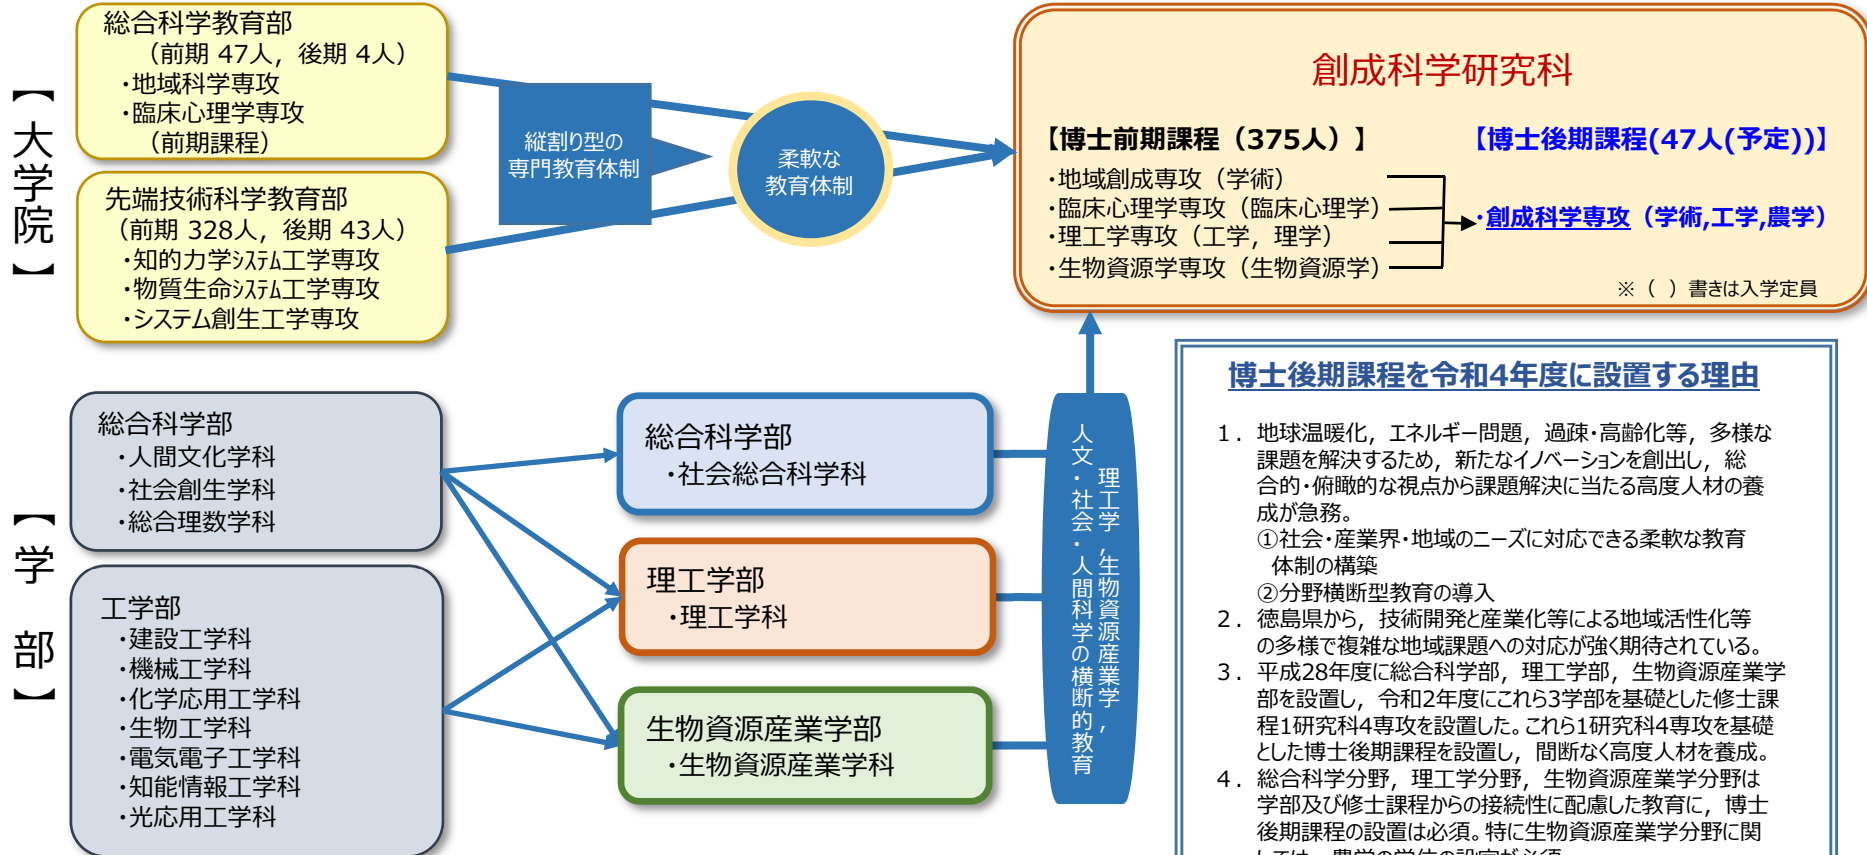 【大学院】
総合科学教育部
（前期 47人，後期 4人）
・地域科学専攻
・臨床心理学専攻
（前期課程）
先端技術科学教育部
（前期 328人，後期 43人）
・知的力学ｼｽﾃﾑ工学専攻
・物質生命ｼｽﾃﾑ工学専攻
・システム創生工学専攻
縦割り型の
専門教育体制
柔軟な
教育体制
創成科学研究科
【博士前期課程（375人）】
・地域創成専攻（学術）
・臨床心理学専攻（臨床心理学）
・理工学専攻（工学，理学）
・生物資源学専攻（生物資源学）
【博士後期課程(47人(予定))】
・創成科学専攻（学術,工学,農学）
※（ ）書きは入学定員
【学部】
総合科学部
・人間文化学科
・社会創生学科
・総合理数学科
工学部
・建設工学科
・機械工学科
・化学応用工学科
・生物工学科
・電気電子工学科
・知能情報工学科
・光応用工学科
総合科学部
・社会総合科学科
理工学部
・理工学科
生物資源産業学部
・生物資源産業学科
理工学，生物資源産業学，
人文・社会・人間科学の横断的教育
博士後期課程を令和4年度に設置する理由
１．地球温暖化，エネルギー問題，過疎・高齢化等，多様な
課題を解決するため，新たなイノベーションを創出し，総
合的・俯瞰的な視点から課題解決に当たる高度人材の養
成が急務。
①社会・産業界・地域のニーズに対応できる柔軟な教育
体制の構築
②分野横断型教育の導入
２．徳島県から，技術開発と産業化等による地域活性化等
の多様で複雑な地域課題への対応が強く期待されている。
３．平成28年度に総合科学部，理工学部，生物資源産業学
部を設置し，令和2年度にこれら3学部を基礎とした修士課
程1研究科4専攻を設置した。これら1研究科4専攻を基礎
とした博士後期課程を設置し，間断なく高度人材を養成。
４．総合科学分野，理工学分野，生物資源産業学分野は
学部及び修士課程からの接続性に配慮した教育に，博士
後期課程の設置は必須。特に生物資源産業学分野に関